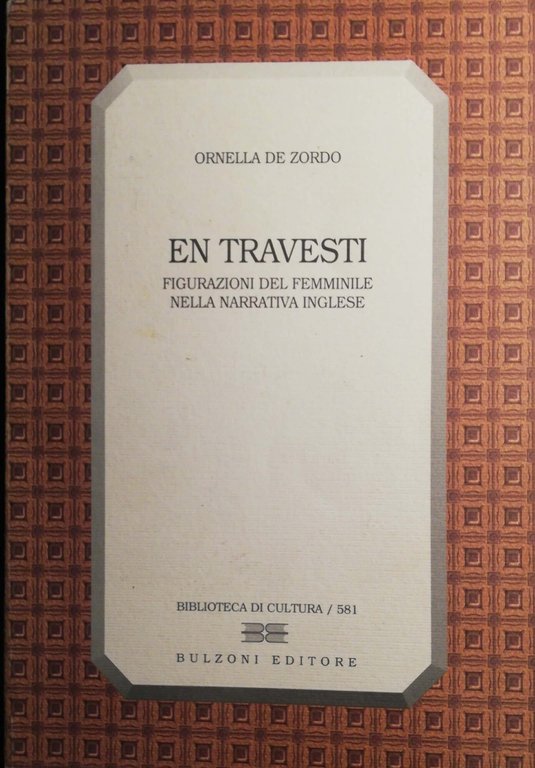 ORNELLA DE ZORDO
EN TRAVESTI
FIGURAZIONI DEL FEMMINILE
NELLA NARRATIVA INGLESE
BIBLIOTECA DI CULTURA / 581
BULZONI EDITORE